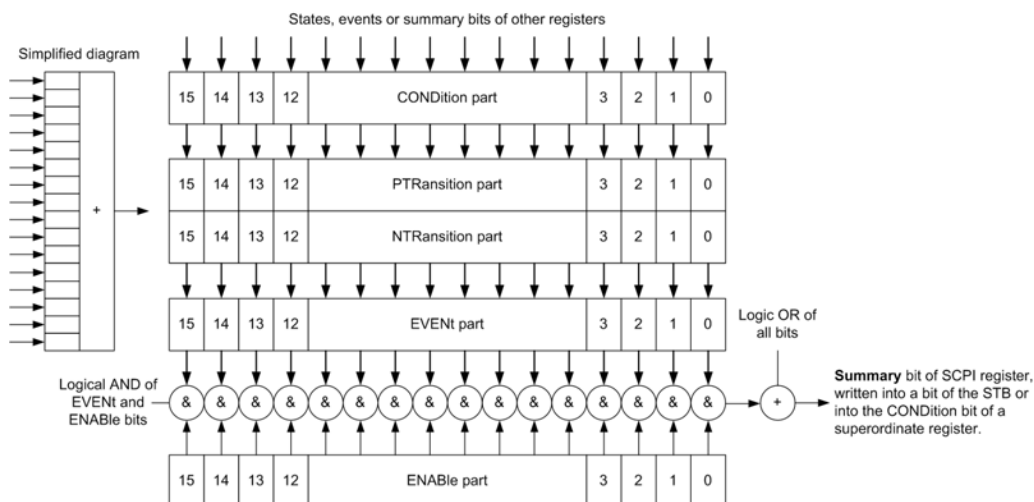 States, events or summary bits of other registers
Simplified diagram
15 14 13 12 CONDition part 3 2 1 0
15 14 13 12 PTRansition part 3 2 1 0
+
15 14 13 12 NTRansition part 3 2 1 0
15 14 13 12 EVENt part 3 2 1 0
Logic OR of
all bits
Logical AND of
EVENt and
ENABle bits
& & & & & & & & & & & & & & & &
+
Summary bit of SCPI register,
written into a bit of the STB or
into the CONDition bit of a
superordinate register.
15 14 13 12 ENABle part 3 2 1 0